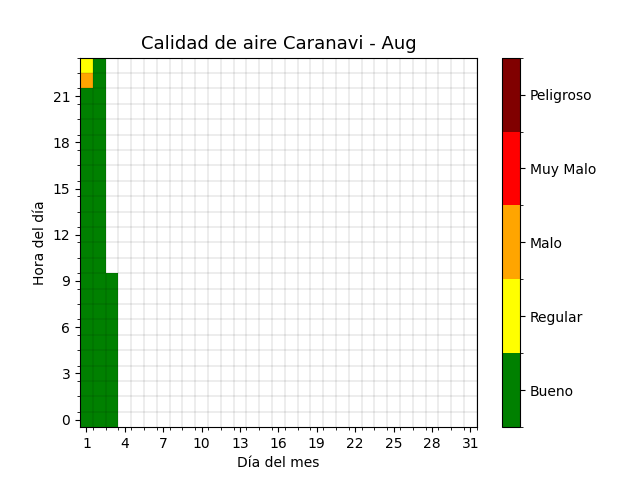 Calidad de aire Caranavi - Aug
Hora del día
21
18
15
12
9
6
3
0
1 4 7 10 13 16 19 22 25 28 31
Día del mes
Peligroso
Muy Malo
Malo
Regular
Bueno